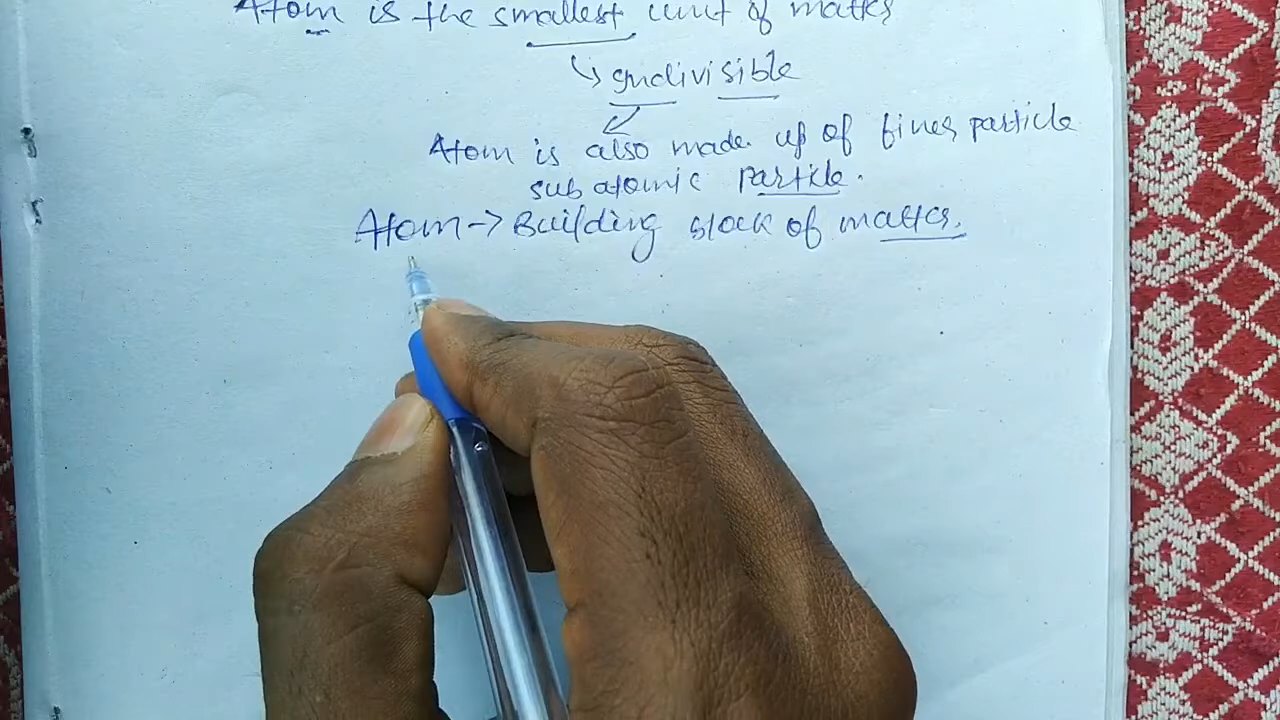 Atom is the smallest unit of matter
↳ Indivisible
Atom is also made up of finer particle
sub atomic particle.
Atom → Building block of matter.